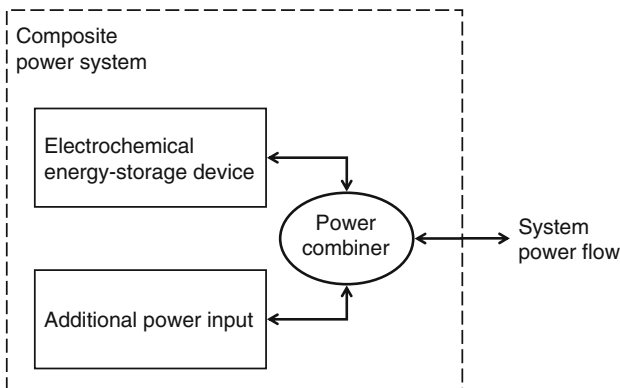 Composite
power system
Electrochemical
energy-storage device
Power
combiner
System
power flow
Additional power input